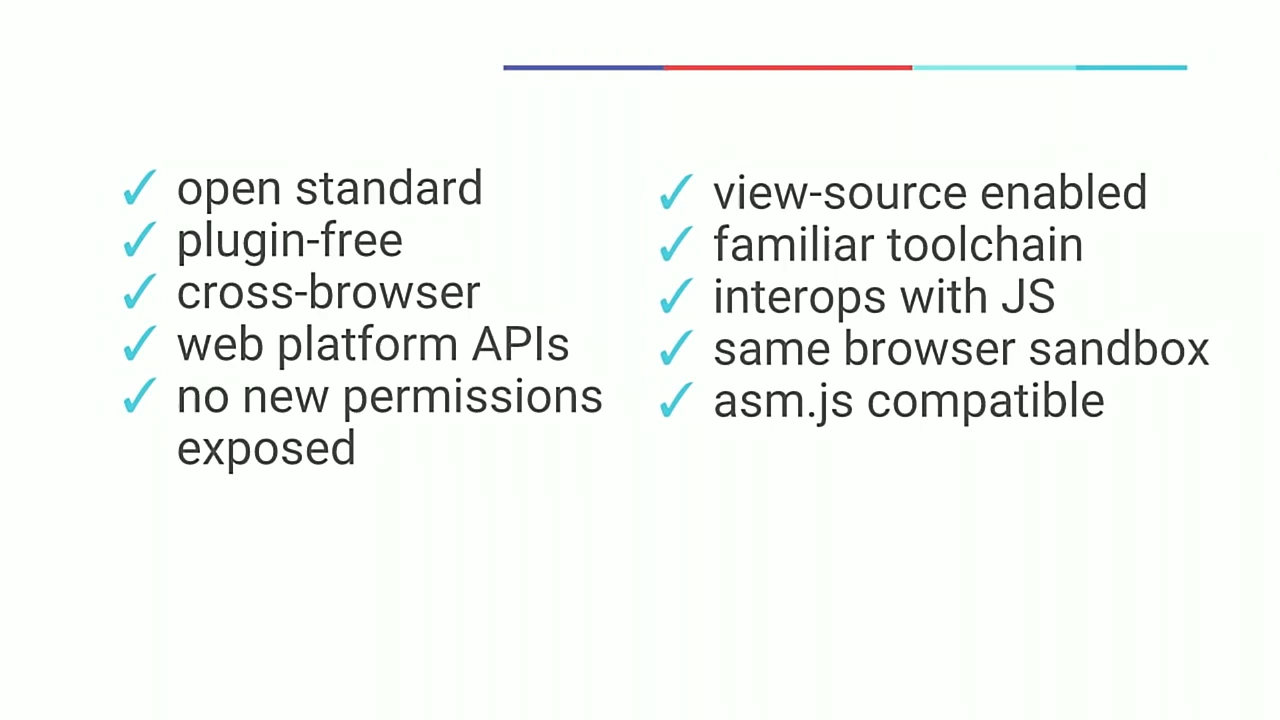 ✓ open standard
✓ plugin-free
✓ cross-browser
✓ web platform APIs
✓ no new permissions
exposed
✓ view-source enabled
✓ familiar toolchain
✓ interops with JS
✓ same browser sandbox
✓ asm.js compatible